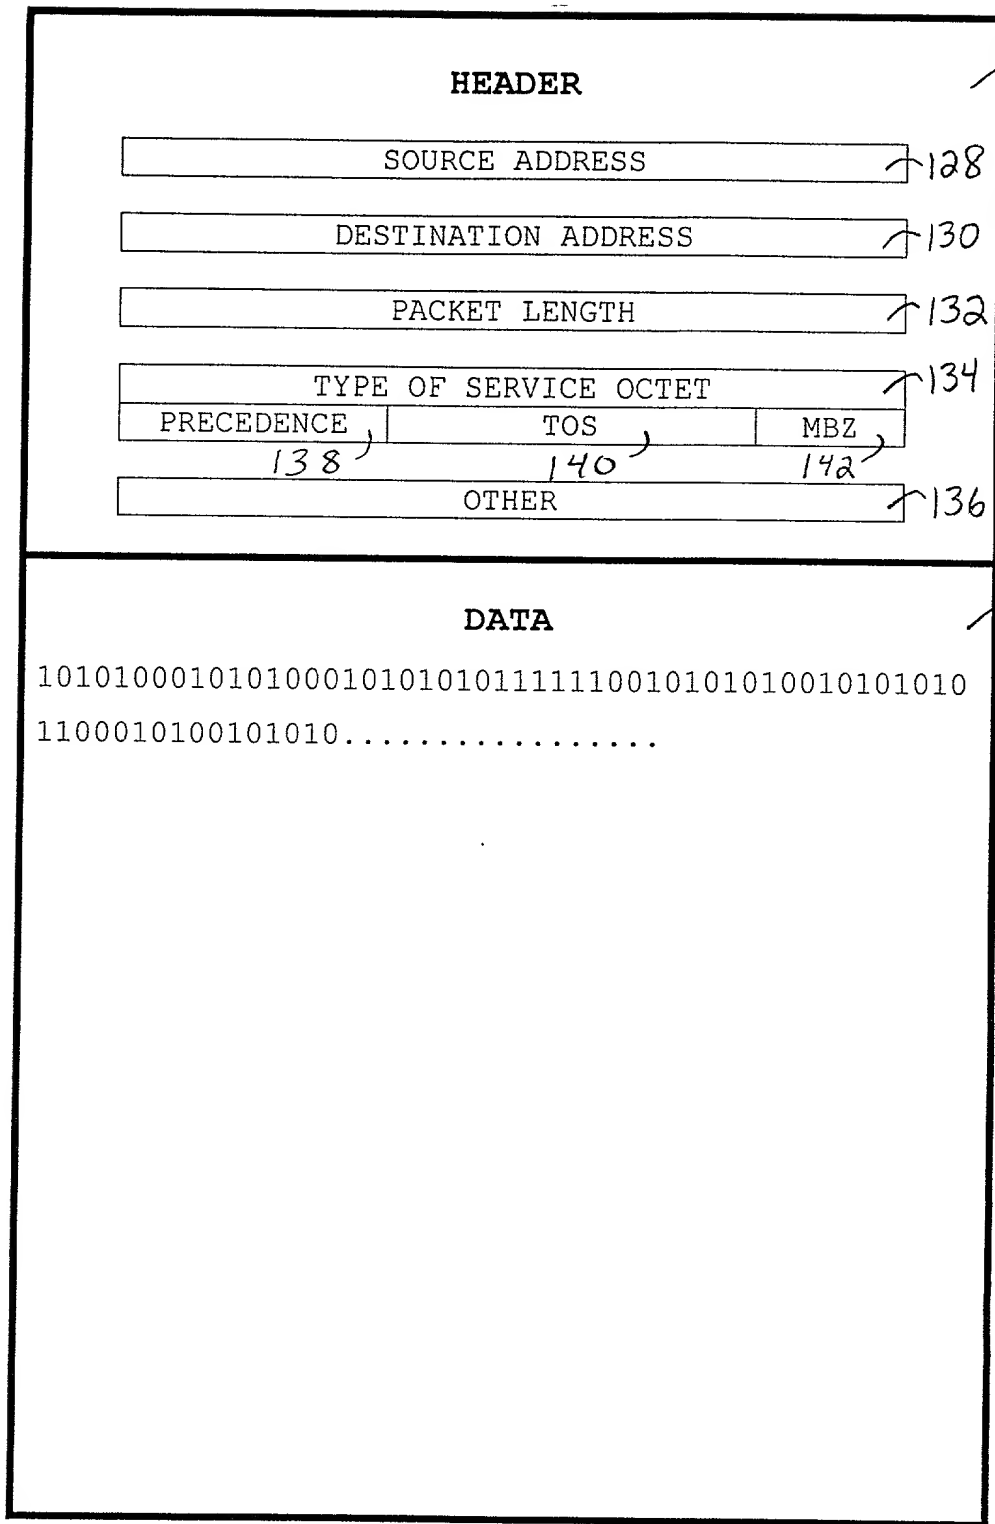 HEADER
SOURCE ADDRESS 128
DESTINATION ADDRESS 130
PACKET LENGTH 132
TYPE OF SERVICE OCTET 134
PRECEDENCE TOS MBZ
138 140 142
OTHER 136
DATA
1010100010101000101010101111110010101010010101010
1100010100101010.................